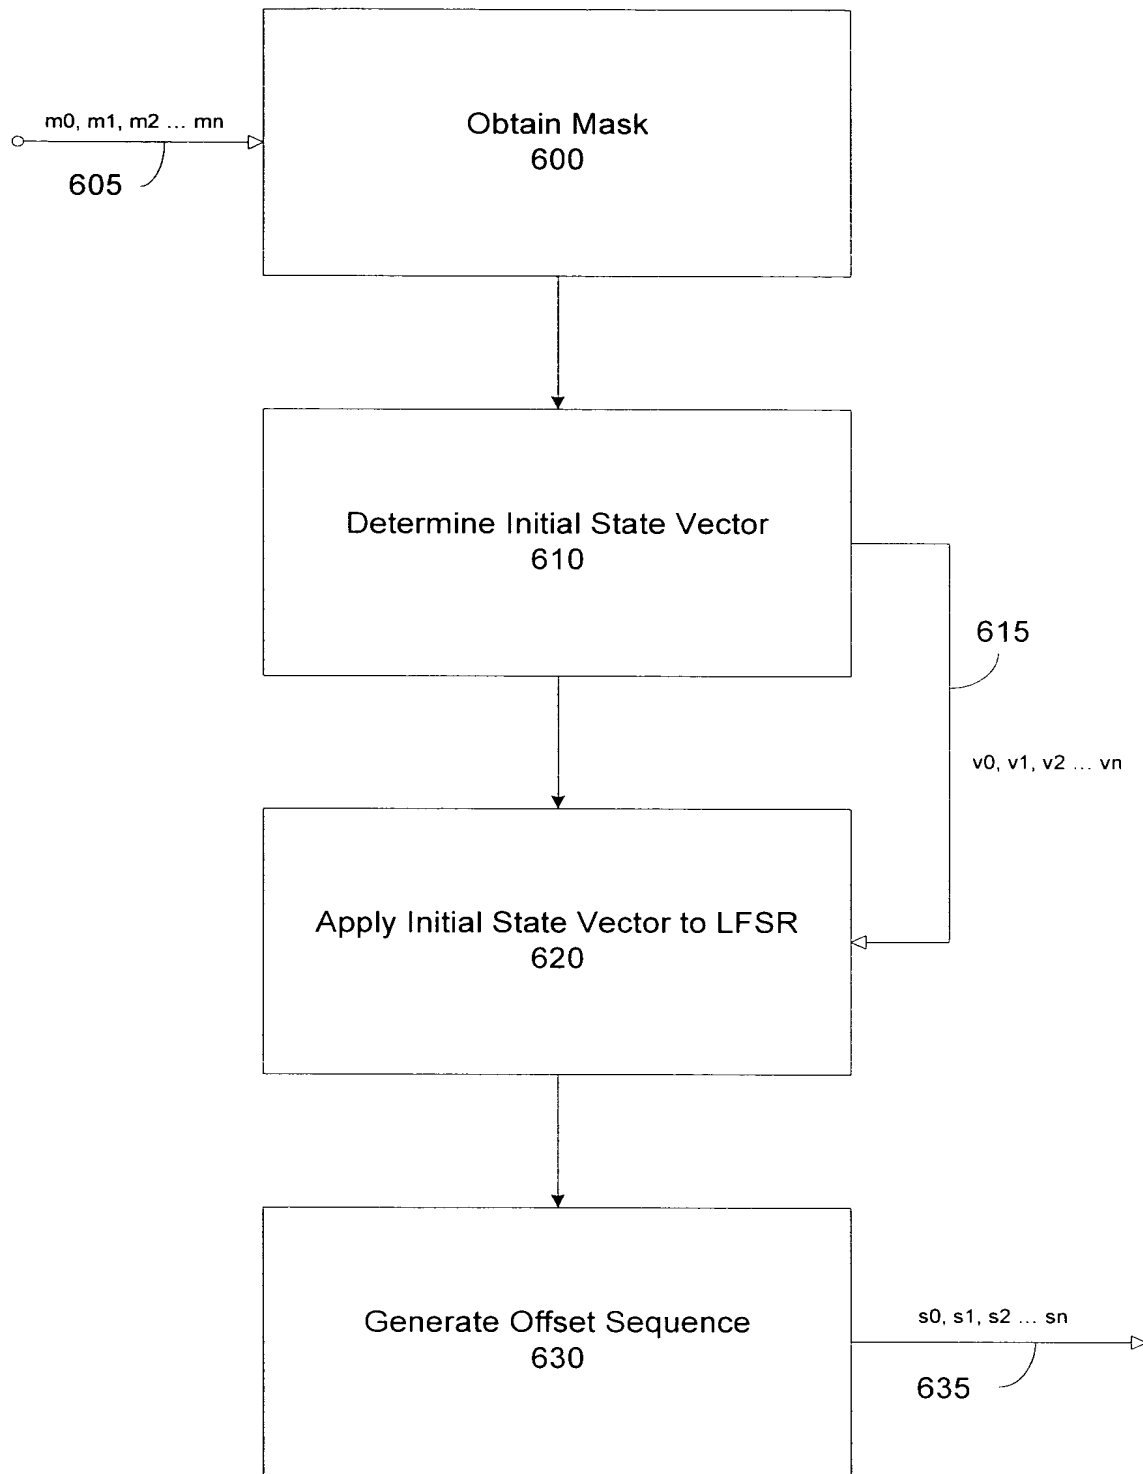 Obtain Mask
600
m0, m1, m2 ... mn
605
Determine Initial State Vector
610
615
v0, v1, v2 ... vn
Apply Initial State Vector to LFSR
620
Generate Offset Sequence
630
s0, s1, s2 ... sn
635